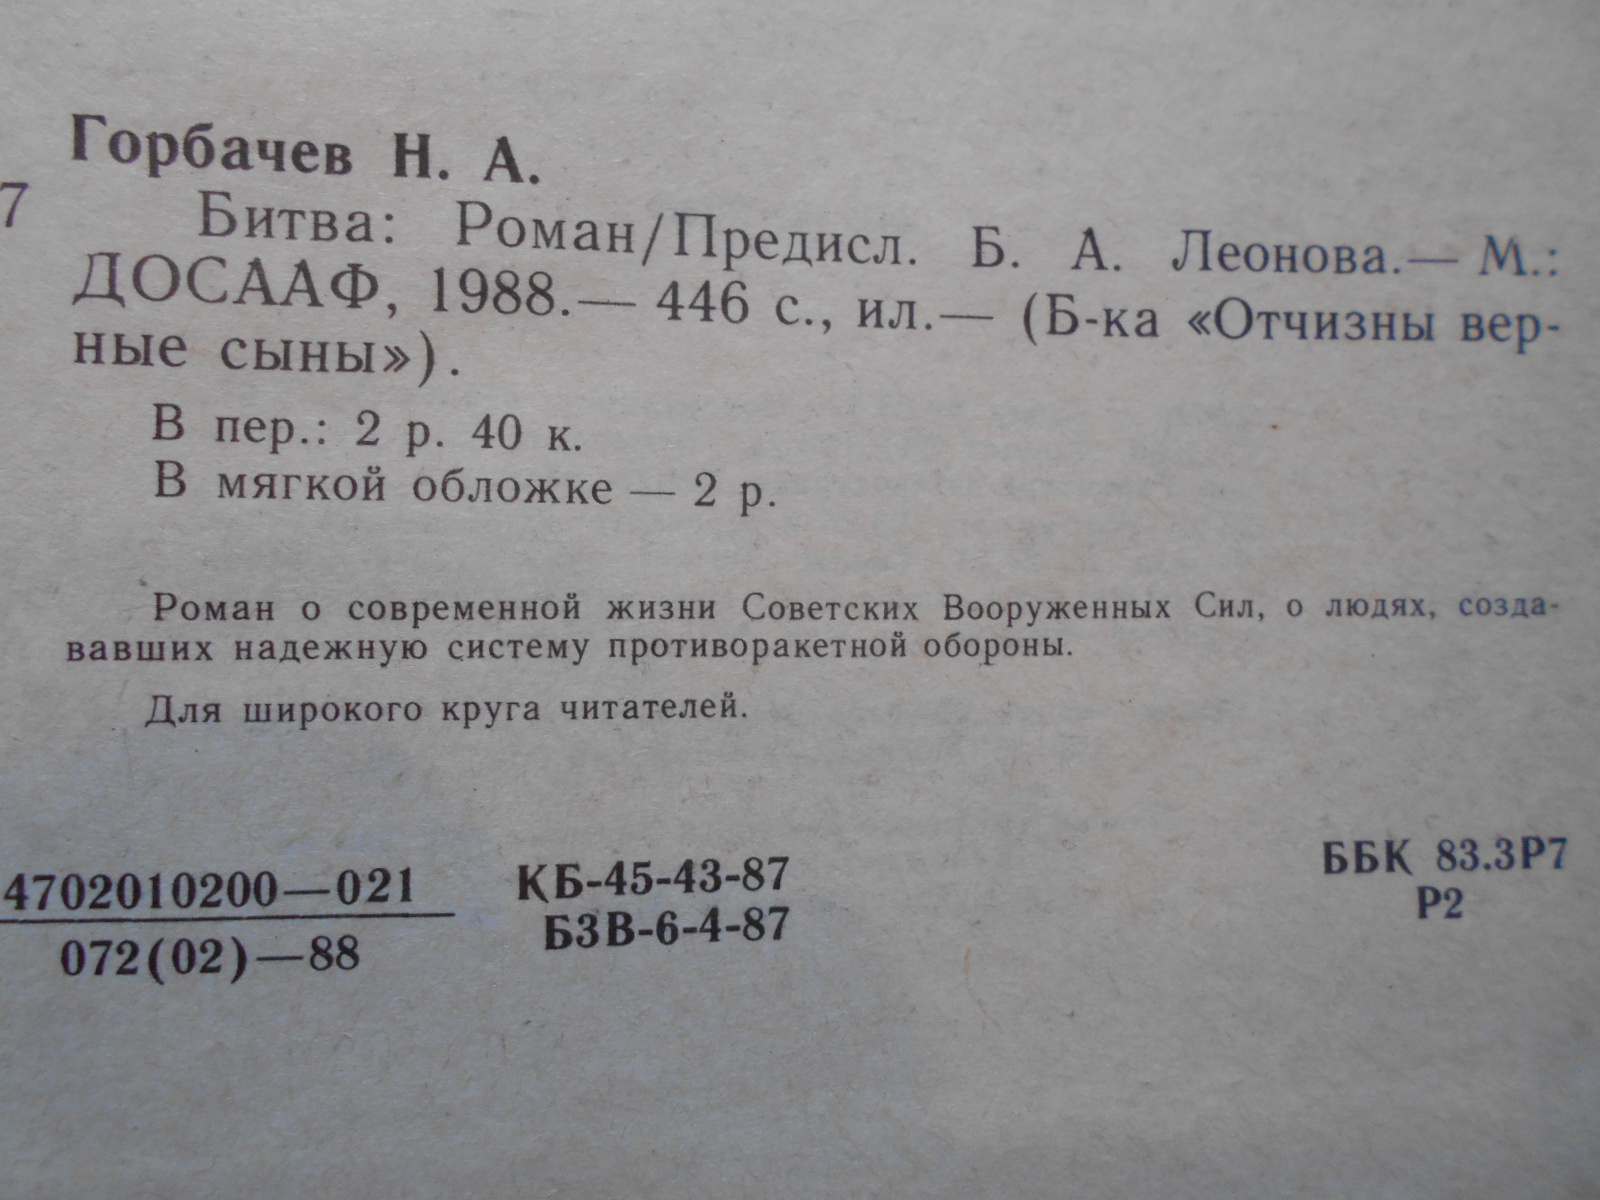 Горбачев Н. А.
7 Битва: Роман/Предисл. Б. А. Леонова.— М.:
ДОСААФ, 1988.— 446 с., ил.— (Б-ка «Отчизны вер-
ные сыны»).
В пер.: 2 р. 40 к.
В мягкой обложке — 2 р.
Роман о современной жизни Советских Вооруженных Сил, о людях, созда-
вавших надежную систему противоракетной обороны.
Для широкого круга читателей.
4702010200—021
072(02)—88
КБ-45-43-87
БЗВ-6-4-87
ББК 83.3Р7
Р2